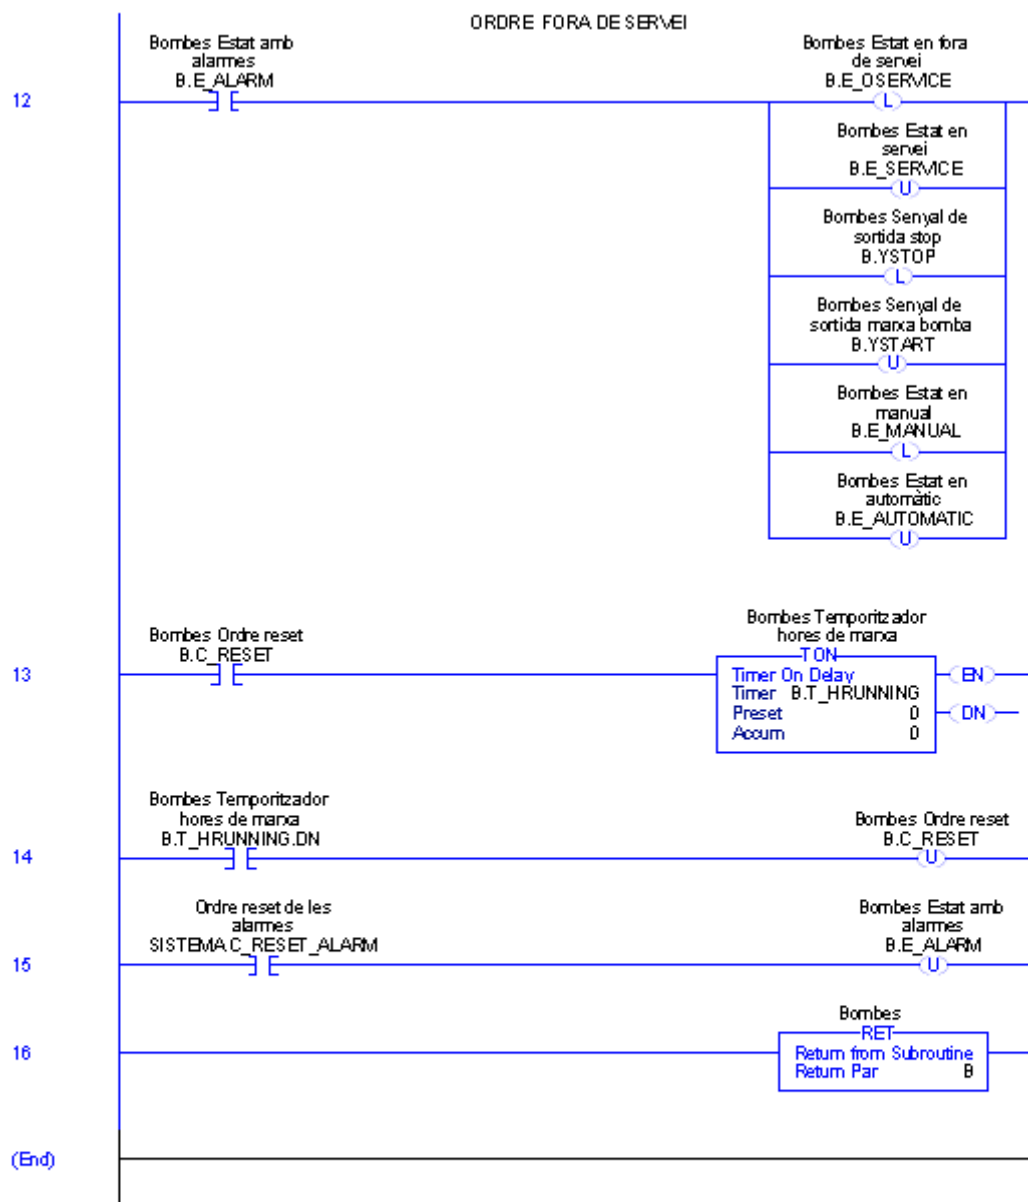 ORDRE FORA DE SERVEI
Bombes Estat amb
alarmes
B.E_ALARM
Bombes Estat en fora
de servei
B.E_OSERVICE
12
L
Bombes Estat en
servei
B.E_SERVICE
U
Bombes Senyal de
sortida stop
B.YSTOP
L
Bombes Senyal de
sortida marxa bomba
B.YSTART
U
Bombes Estat en
manual
B.E_MANUAL
L
Bombes Estat en
automàtic
B.E_AUTOMATIC
U
Bombes Ordre reset
B.C_RESET
Bombes Temporitzador
hores de marxa
13
TON
Timer On Delay
Timer B.T_HRUNNING
Preset 0
Accum 0
EN
DN
Bombes Temporitzador
hores de marxa
B.T_HRUNNING.DN
Bombes Ordre reset
B.C_RESET
14
U
Ordre reset de les
alarmes
SISTEMA.C_RESET_ALARM
Bombes Estat amb
alarmes
B.E_ALARM
15
U
Bombes
16
RET
Return from Subroutine
Return Par B
(End)